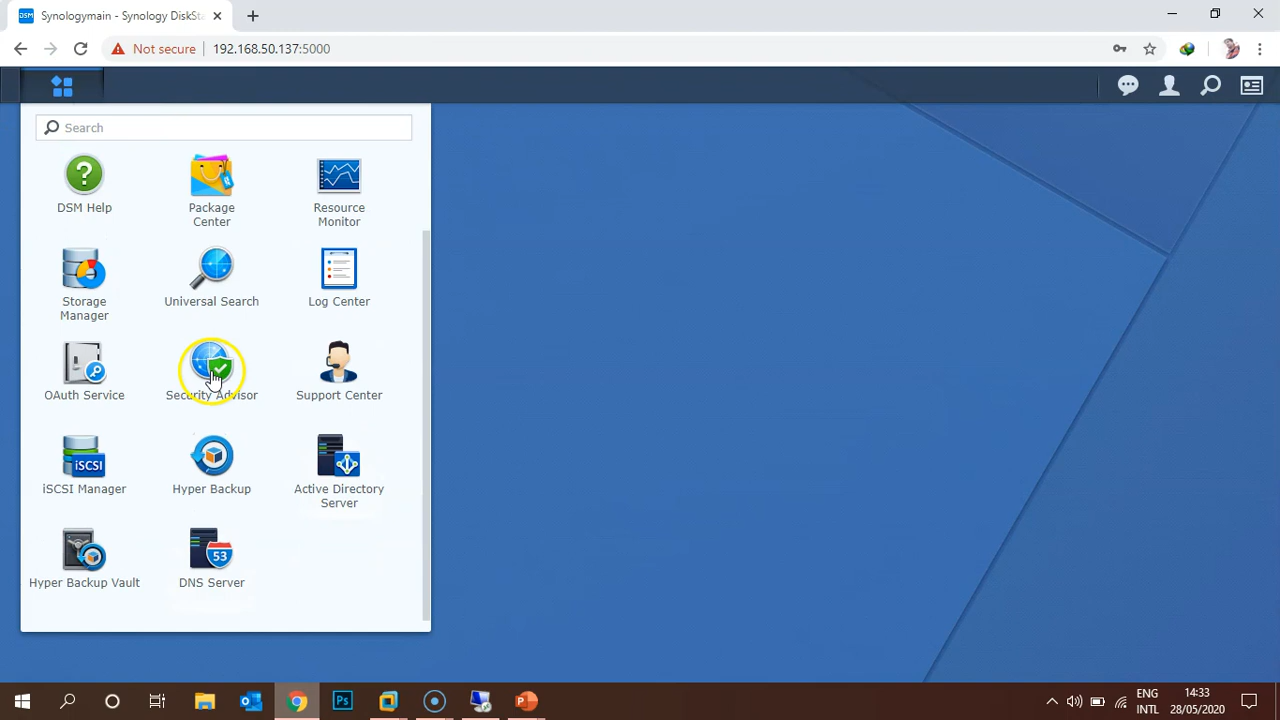 DSM Synologymain - Synology DiskSta
Not secure 192.168.50.137:5000
Search
DSM Help
Package Center
Resource Monitor
Storage Manager
Universal Search
Log Center
OAuth Service
Security Advisor
Support Center
iSCSI
iSCSI Manager
Hyper Backup
Active Directory Server
53
Hyper Backup Vault
DNS Server
Ps
ENG
INTL
14:33
28/05/2020